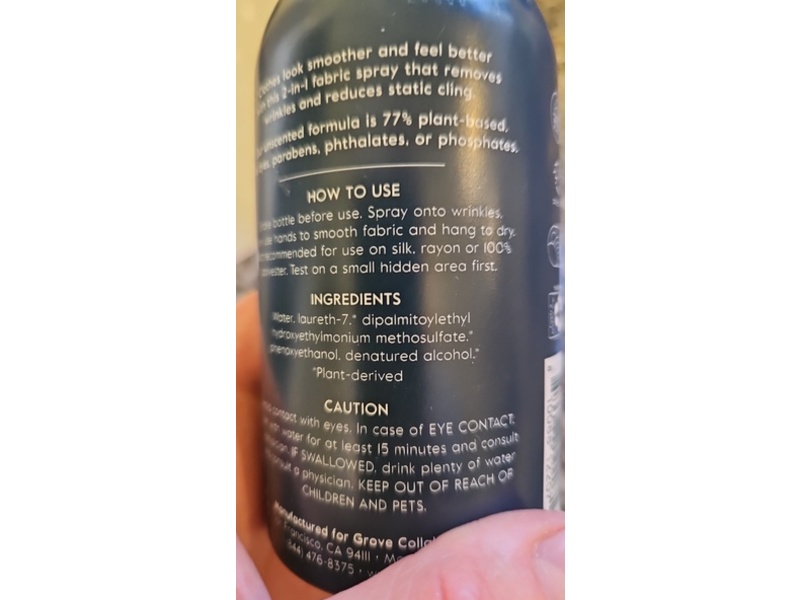 look smoother and feel better
this 2-in-1 fabric spray that removes
wrinkles and reduces static cling.
unscented formula is 77% plant-based,
parabens, phthalates, or phosphates.
HOW TO USE
bottle before use. Spray onto wrinkles,
hands to smooth fabric and hang to dry.
recommended for use on silk, rayon or 100%
Test on a small hidden area first.
INGREDIENTS
Water, laureth-7,* dipalmitoylethyl
hydroxyethylmonium methosulfate,*
phenoxyethanol, denatured alcohol.*
*Plant-derived
CAUTION
contact with eyes. In case of EYE CONTACT,
water for at least 15 minutes and consult
IF SWALLOWED, drink plenty of water
a physician. KEEP OUT OF REACH OF
CHILDREN AND PETS.
Manufactured for Grove
Francisco, CA 94111 •
(844) 476-8375 •